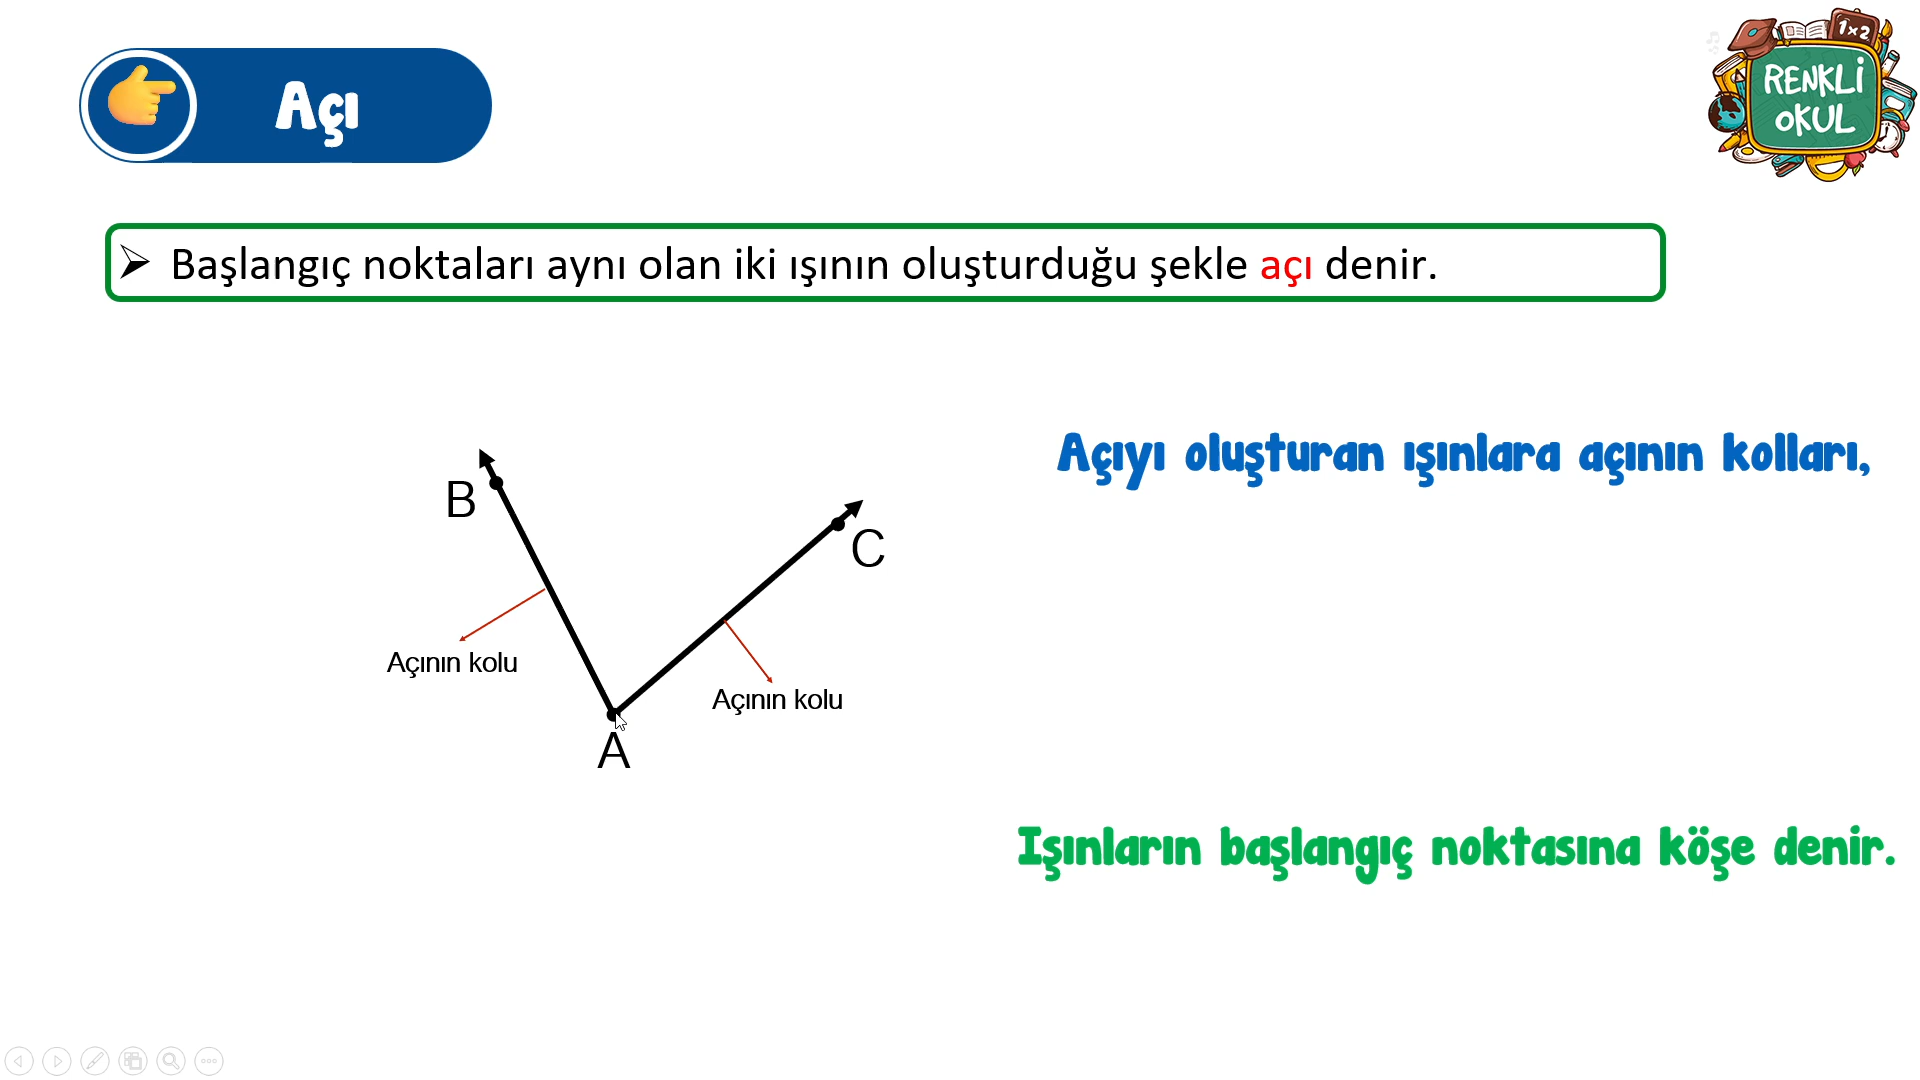 Açı
1x2
RENKLİ
OKUL
➢ Başlangıç noktaları aynı olan iki ışının oluşturduğu şekle açı denir.
Açıyı oluşturan ışınlara açının kolları,
B
C
Açının kolu
Açının kolu
A
Işınların başlangıç noktasına köşe denir.